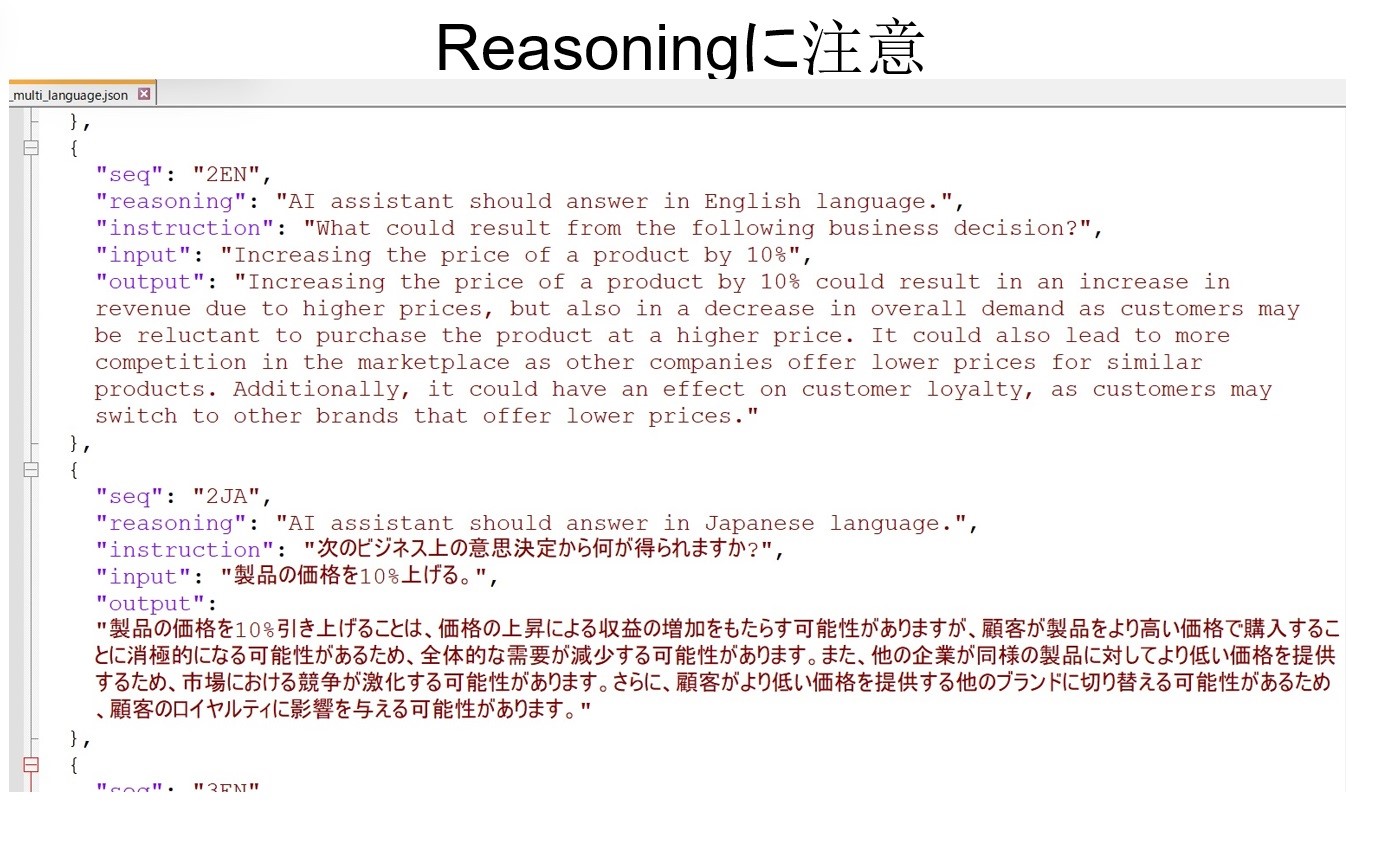 Reasoningに注意
_multi_language.json
},
{
"seq": "2EN",
"reasoning": "AI assistant should answer in English language.",
"instruction": "What could result from the following business decision?",
"input": "Increasing the price of a product by 10%",
"output": "Increasing the price of a product by 10% could result in an increase in
revenue due to higher prices, but also in a decrease in overall demand as customers may
be reluctant to purchase the product at a higher price. It could also lead to more
competition in the marketplace as other companies offer lower prices for similar
products. Additionally, it could have an effect on customer loyalty, as customers may
switch to other brands that offer lower prices."
},
{
"seq": "2JA",
"reasoning": "AI assistant should answer in Japanese language.",
"instruction": "次のビジネス上の意思決定から何が得られますか?",
"input": "製品の価格を10%上げる。",
"output":
"製品の価格を10%引き上げることは、価格の上昇による収益の増加をもたらす可能性がありますが、顧客が製品をより高い価格で購入するこ
とに消極的になる可能性があるため、全体的な需要が減少する可能性があります。また、他の企業が同様の製品に対してより低い価格を提供
するため、市場における競争が激化する可能性があります。さらに、顧客がより低い価格を提供する他のブランドに切り替える可能性があるため
、顧客のロイヤルティに影響を与える可能性があります。"
},
{
"seq": "3EN"